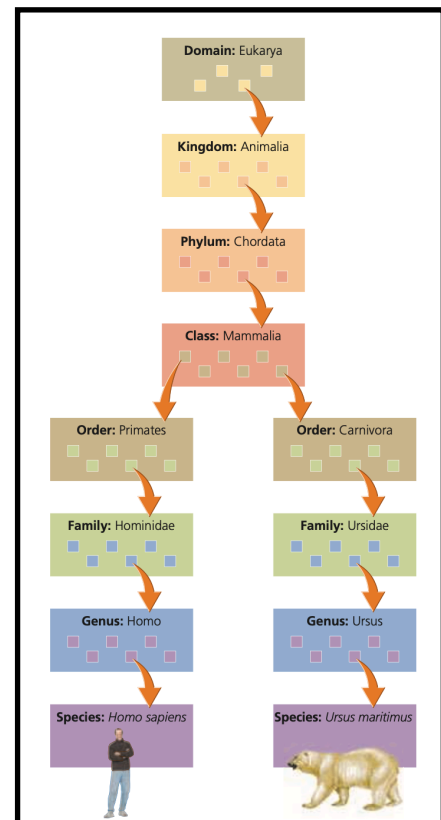 Domain: Eukarya
Kingdom: Animalia
Phylum: Chordata
Class: Mammalia
Order: Primates
Order: Carnivora
Family: Hominidae
Family: Ursidae
Genus: Homo
Genus: Ursus
Species: Homo sapiens
Species: Ursus maritimus